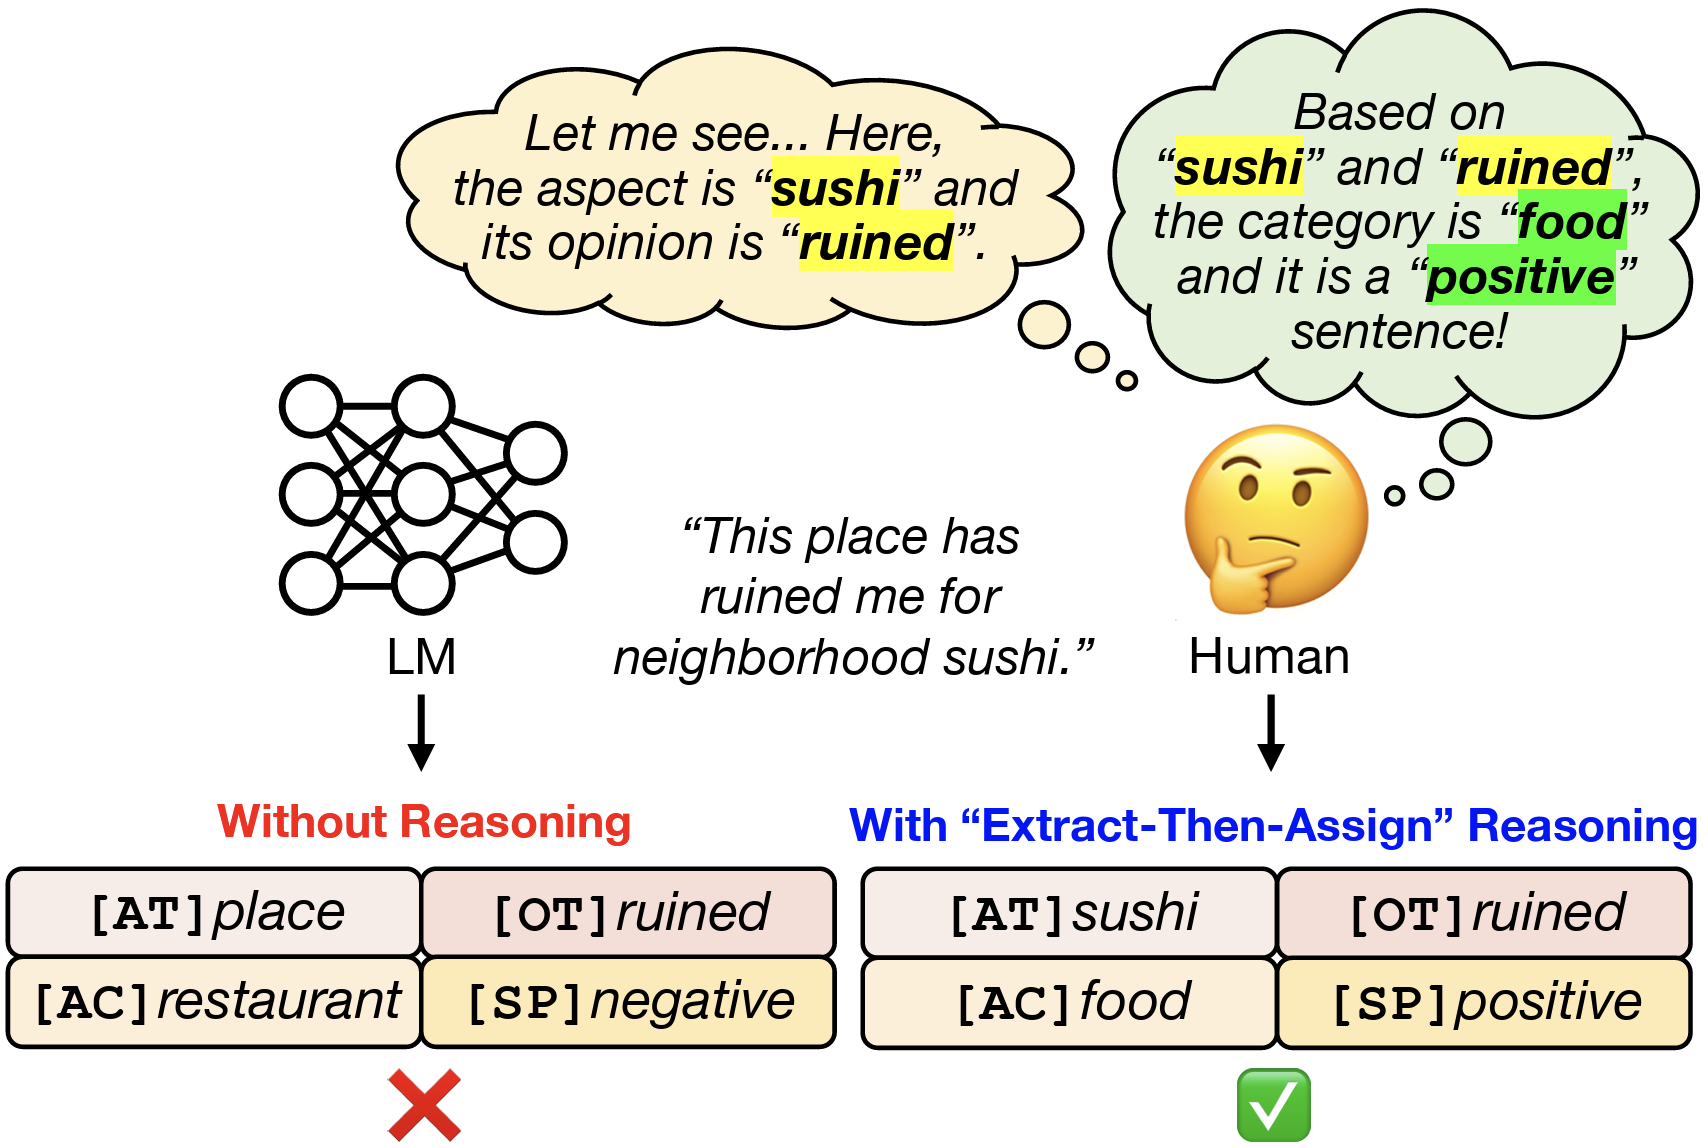 Let me see... Here,
the aspect is “sushi” and
its opinion is “ruined”.
Based on
“sushi” and “ruined”,
the category is “food”
and it is a “positive”
sentence!
“This place has
ruined me for
neighborhood sushi.”
LM
Human
Without Reasoning
[AT] place
[OT] ruined
[AC] restaurant
[SP] negative
With “Extract-Then-Assign” Reasoning
[AT] sushi
[OT] ruined
[AC] food
[SP] positive